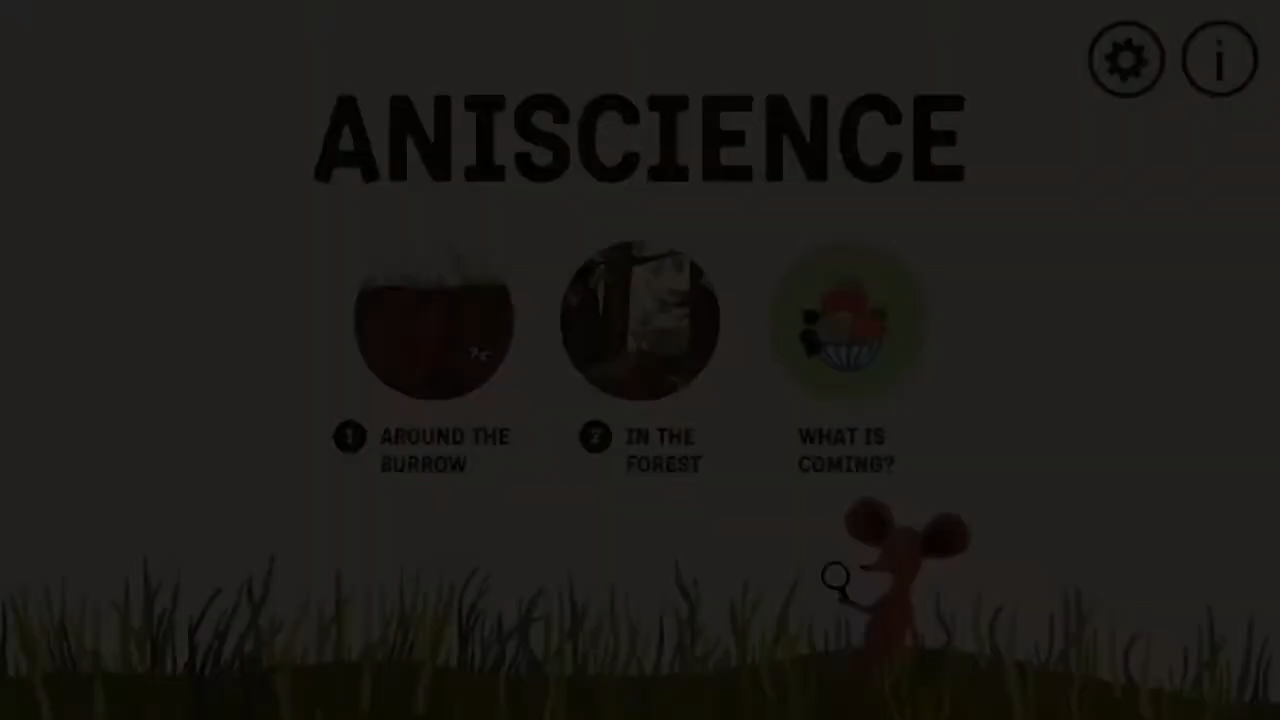 i
ANISCIENCE
1 AROUND THE
BURROW
2 IN THE
FOREST
WHAT IS
COMING?